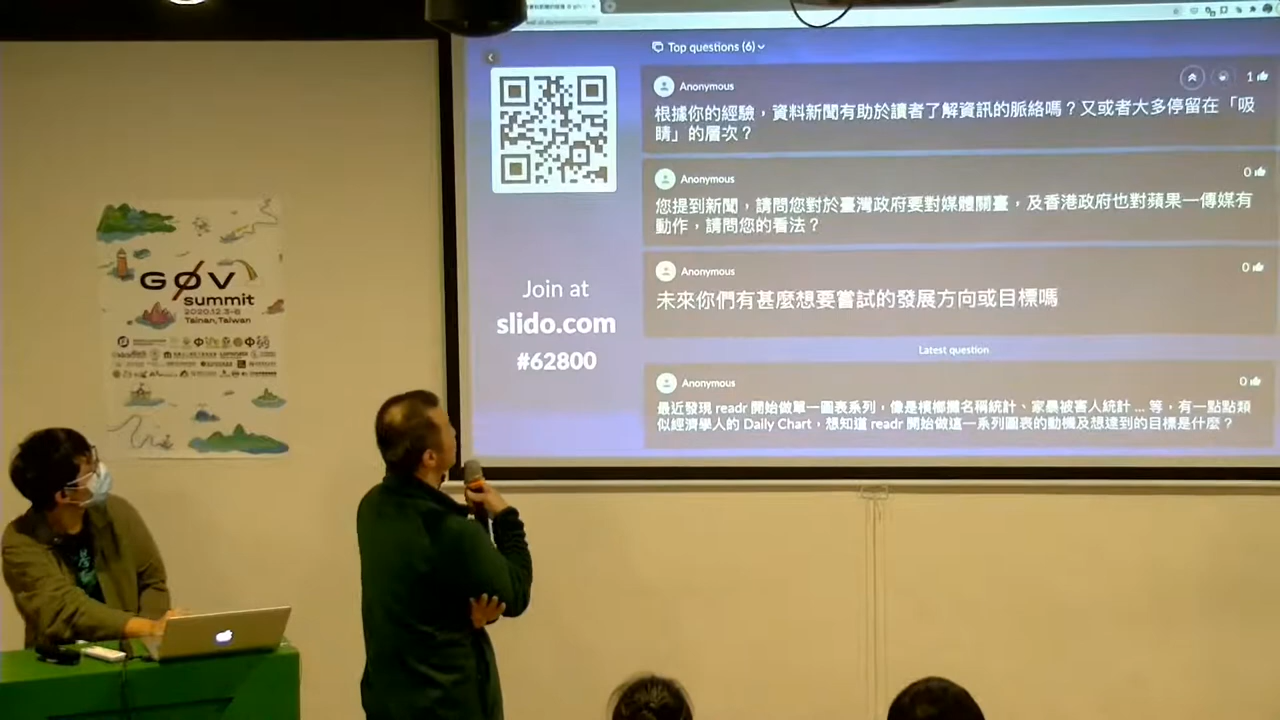 GØV
summit
2020.12.3-6
Tainan, Taiwan
Join at
slido.com
#62800
Top questions (6)
Anonymous
1
根據你的經驗，資料新聞有助於讀者了解資訊的脈絡嗎？又或者大多停留在「吸
睛」的層次？
Anonymous
0
您提到新聞，請問您對於臺灣政府要對媒體關臺，及香港政府也對蘋果一傳媒有
動作，請問您的看法？
Anonymous
0
未來你們有甚麼想要嘗試的發展方向或目標嗎
Latest question
Anonymous
0
最近發現 readr 開始做單一圖表系列，像是檳榔攤名稱統計、家暴被害人統計 ... 等，有一點點類
似經濟學人的 Daily Chart，想知道 readr 開始做這一系列圖表的動機及想達到的目標是什麼？